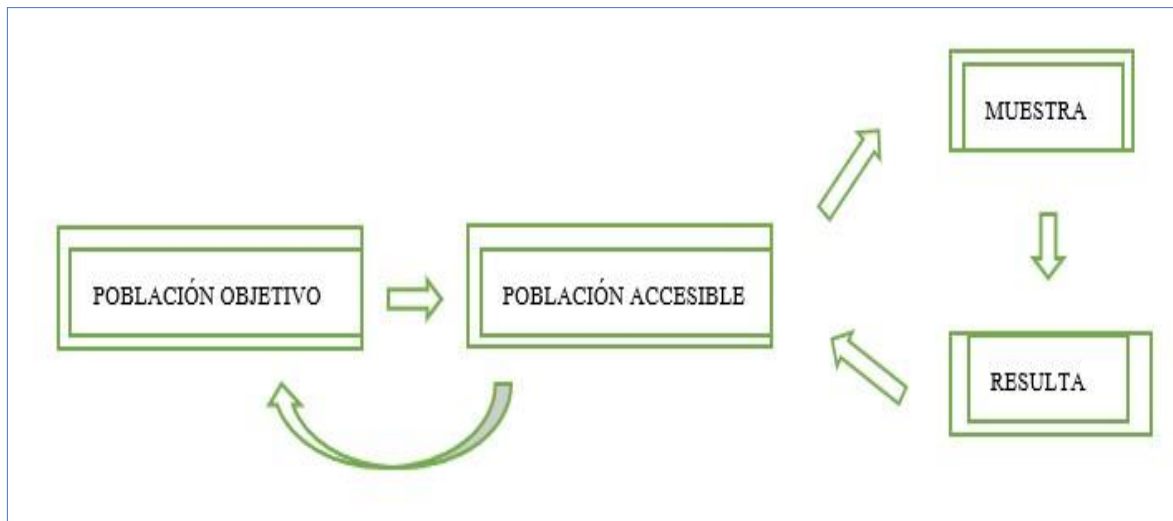 POBLACIÓN OBJETIVO
POBLACIÓN ACCESIBLE
MUESTRA
RESULTA